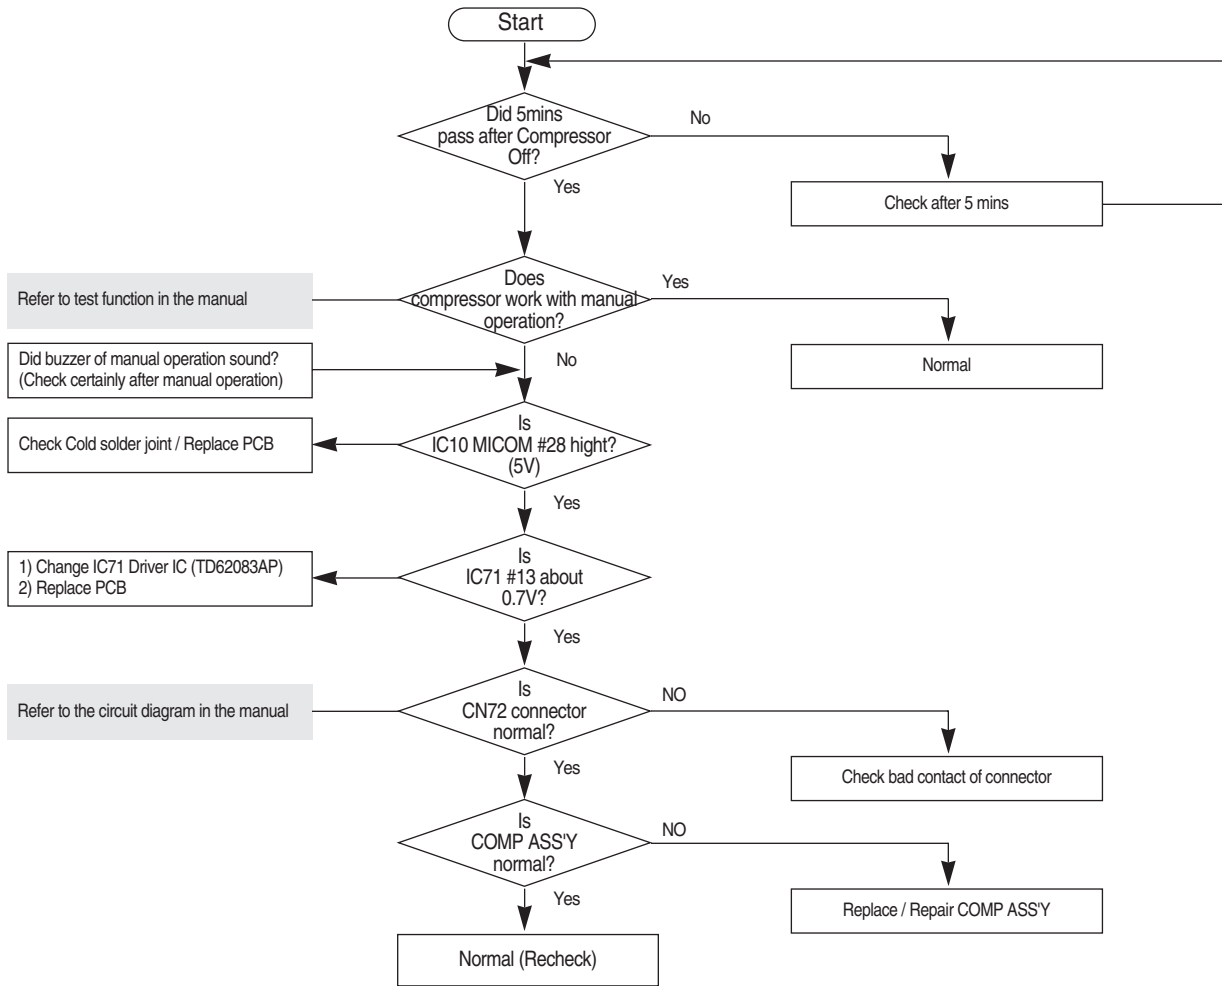 Start
Did 5mins
pass after Compressor
Off?
No
Yes
Check after 5 mins
Refer to test function in the manual
Does
compressor work with manual
operation?
Yes
No
Normal
Did buzzer of manual operation sound?
(Check certainly after manual operation)
Is
IC10 MICOM #28 hight?
(5V)
Check Cold solder joint / Replace PCB
Yes
Is
IC71 #13 about
0.7V?
1) Change IC71 Driver IC (TD62083AP)
2) Replace PCB
Yes
Is
CN72 connector
normal?
NO
Refer to the circuit diagram in the manual
Yes
Check bad contact of connector
Is
COMP ASS'Y
normal?
NO
Yes
Replace / Repair COMP ASS'Y
Normal (Recheck)